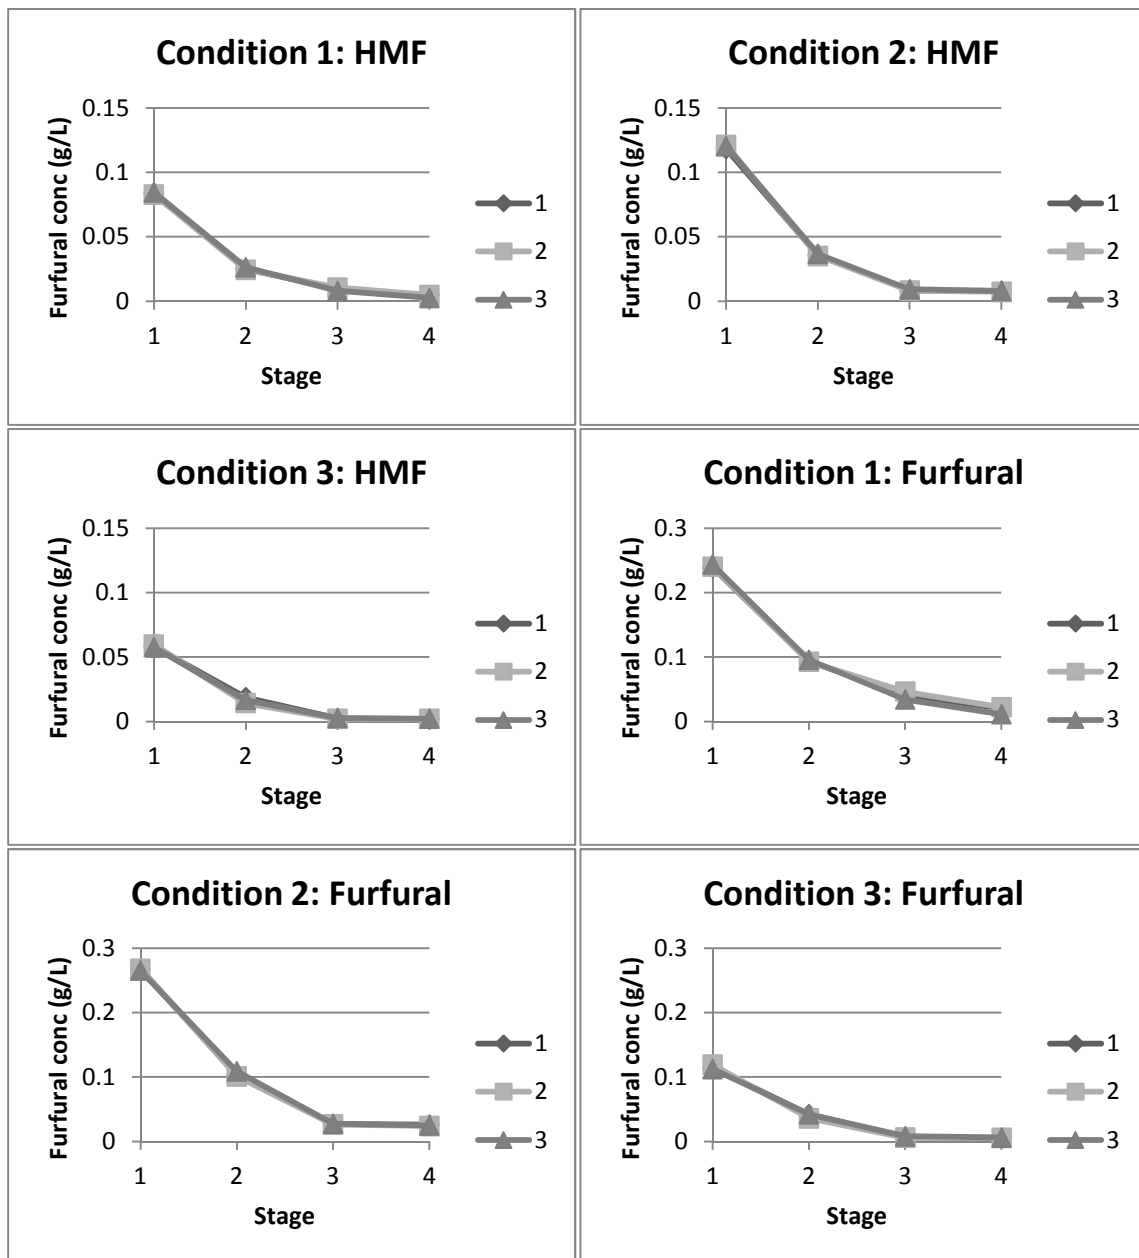 Condition 1: HMF
Furfural conc (g/L)
0.15
0.1
0.05
0
1 2 3 4
Stage
1
2
3
Condition 2: HMF
Furfural conc (g/L)
0.15
0.1
0.05
0
1 2 3 4
Stage
1
2
3
Condition 3: HMF
Furfural conc (g/L)
0.15
0.1
0.05
0
1 2 3 4
Stage
1
2
3
Condition 1: Furfural
Furfural conc (g/L)
0.3
0.2
0.1
0
1 2 3 4
Stage
1
2
3
Condition 2: Furfural
Furfural conc (g/L)
0.3
0.2
0.1
0
1 2 3 4
Stage
1
2
3
Condition 3: Furfural
Furfural conc (g/L)
0.3
0.2
0.1
0
1 2 3 4
Stage
1
2
3